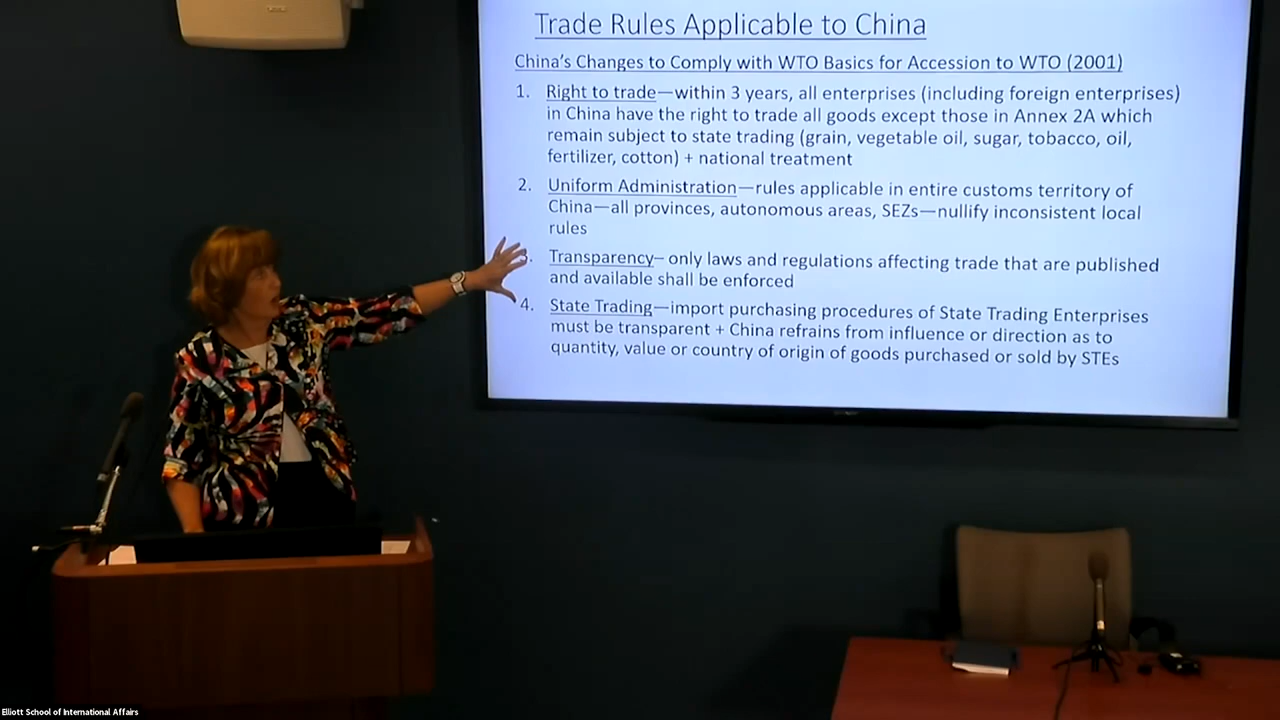 Trade Rules Applicable to China
China's Changes to Comply with WTO Basics for Accession to WTO (2001)
1. Right to trade—within 3 years, all enterprises (including foreign enterprises)
in China have the right to trade all goods except those in Annex 2A which
remain subject to state trading (grain, vegetable oil, sugar, tobacco, oil,
fertilizer, cotton) + national treatment
2. Uniform Administration—rules applicable in entire customs territory of
China—all provinces, autonomous areas, SEZs—nullify inconsistent local
rules
3. Transparency– only laws and regulations affecting trade that are published
and available shall be enforced
4. State Trading—import purchasing procedures of State Trading Enterprises
must be transparent + China refrains from influence or direction as to
quantity, value or country of origin of goods purchased or sold by STEs
Elliott School of International Affairs